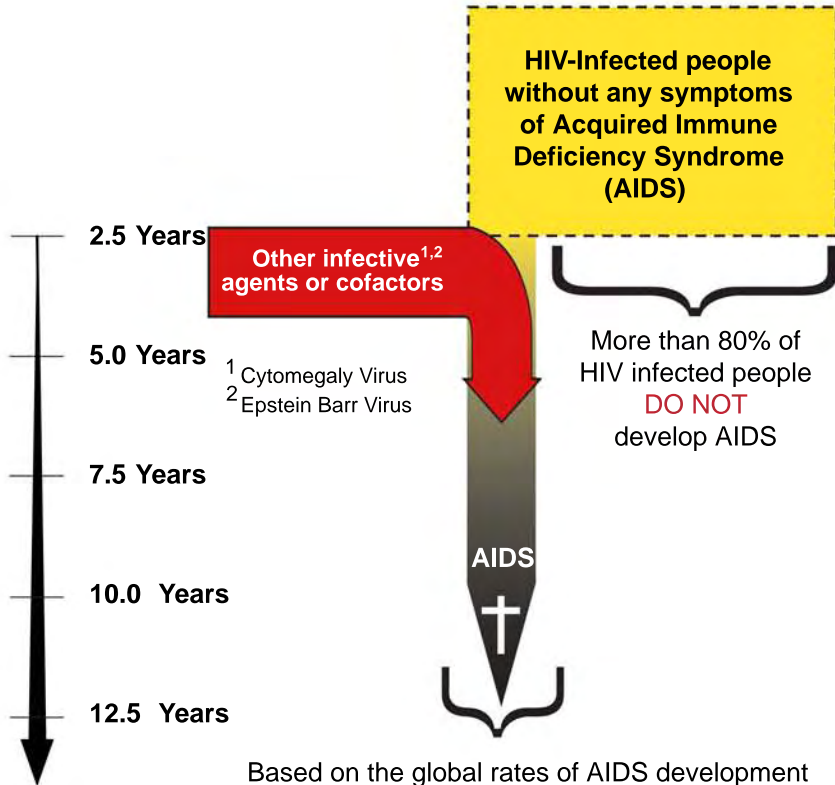 HIV-Infected people
without any symptoms
of Acquired Immune
Deficiency Syndrome
(AIDS)
2.5 Years
Other infective1,2
agents or cofactors
More than 80% of
HIV infected people
DO NOT
develop AIDS
5.0 Years
1 Cytomegaly Virus
2 Epstein Barr Virus
7.5 Years
AIDS
10.0 Years
12.5 Years
Based on the global rates of AIDS development